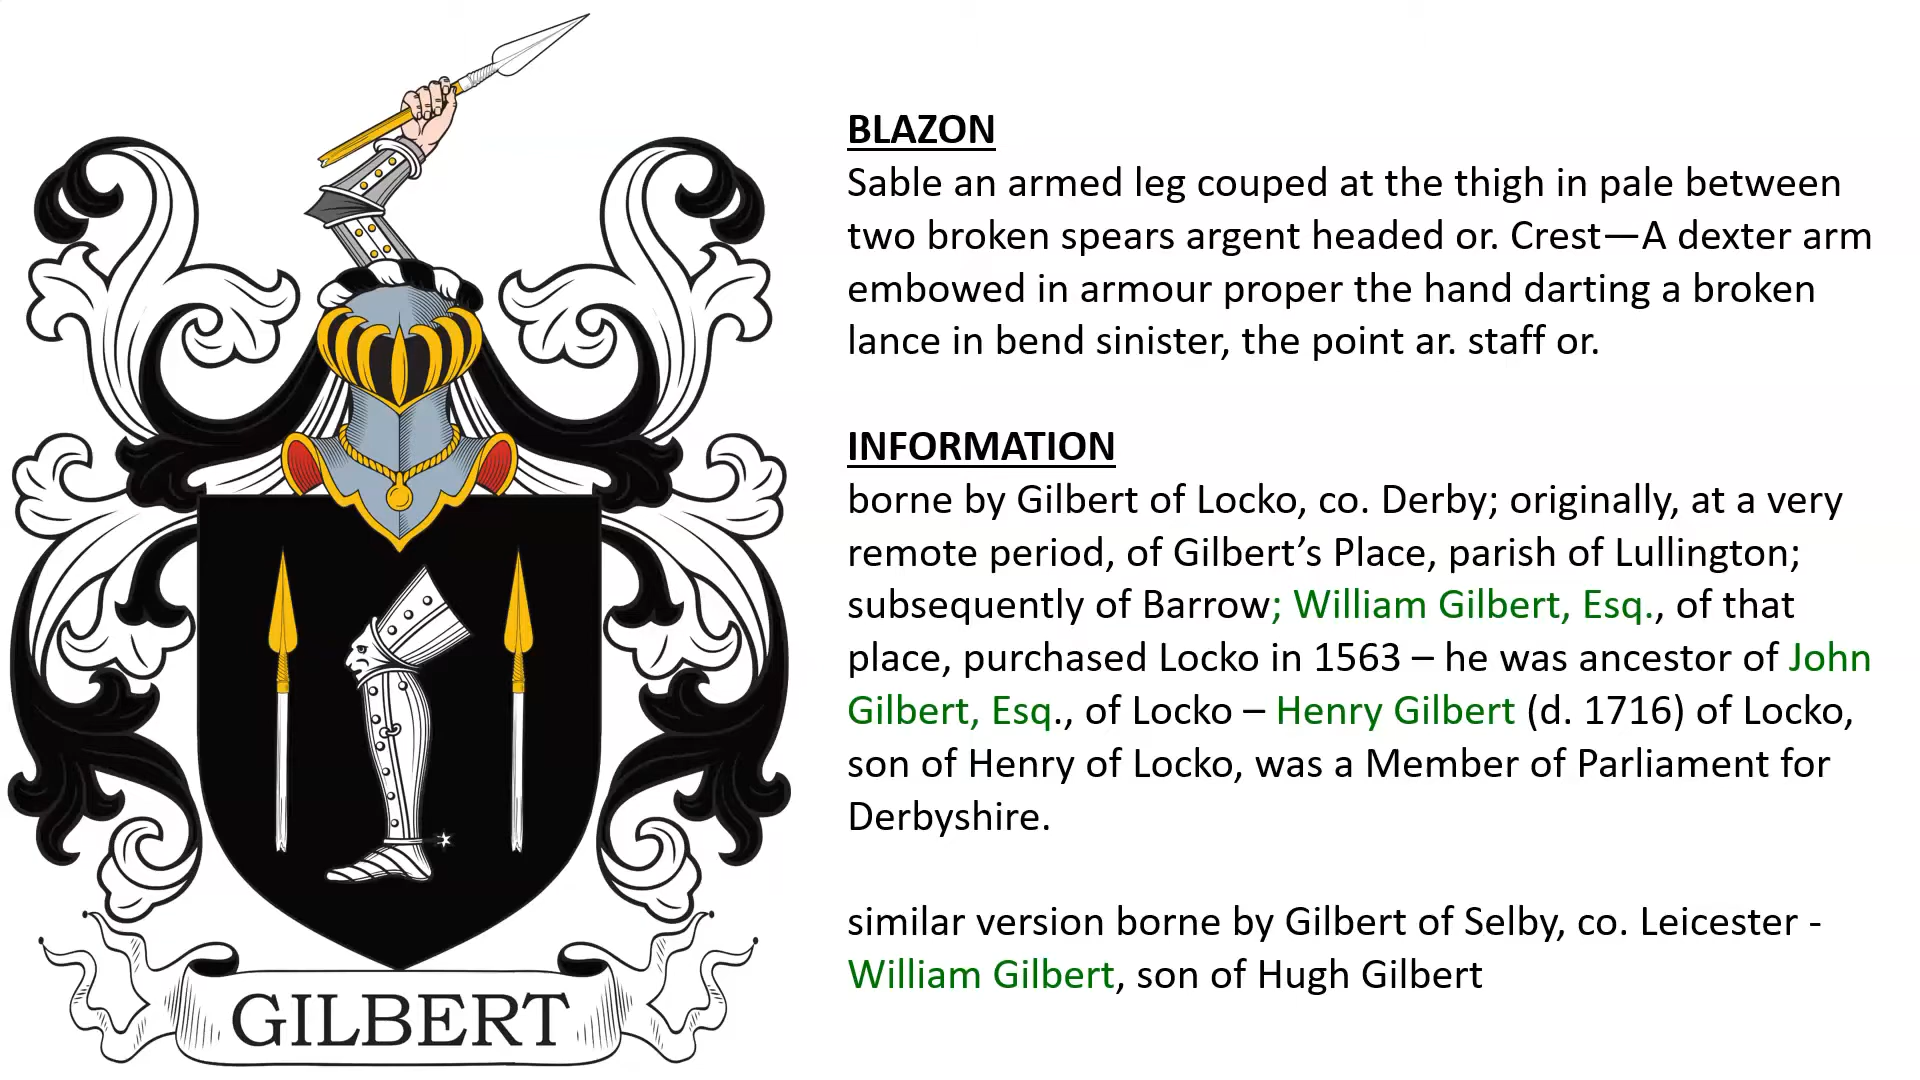 BLAZON
Sable an armed leg couped at the thigh in pale between
two broken spears argent headed or. Crest—A dexter arm
embowed in armour proper the hand darting a broken
lance in bend sinister, the point ar. staff or.
INFORMATION
borne by Gilbert of Locko, co. Derby; originally, at a very
remote period, of Gilbert’s Place, parish of Lullington;
subsequently of Barrow; William Gilbert, Esq., of that
place, purchased Locko in 1563 – he was ancestor of John
Gilbert, Esq., of Locko – Henry Gilbert (d. 1716) of Locko,
son of Henry of Locko, was a Member of Parliament for
Derbyshire.
similar version borne by Gilbert of Selby, co. Leicester -
William Gilbert, son of Hugh Gilbert
GILBERT